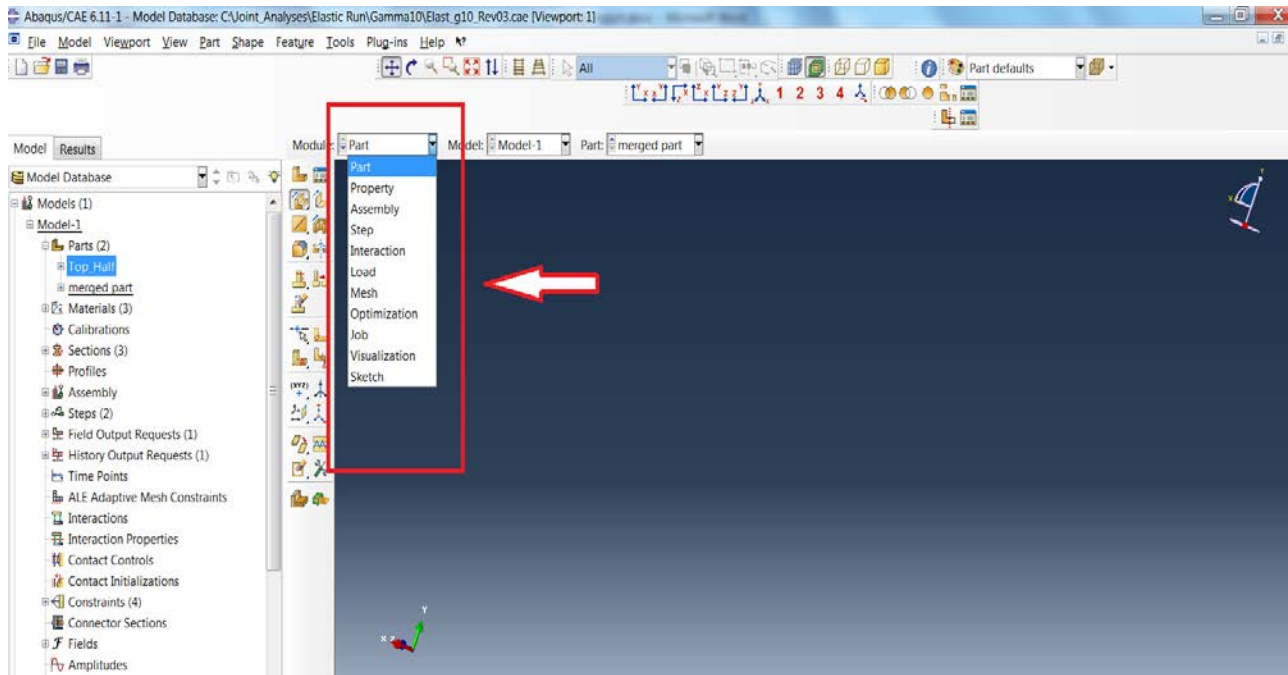 Abaqus/CAE 6.11-1 - Model Database: C:\Joint_Analyses\Elastic Run\Gamma10\Elast_g10_Rev03.cae [Viewport: 1]
File Model Viewport View Part Shape Feature Tools Plug-ins Help
All
Part defaults
1 2 3 4
Model Results
Module: Part Model: Model-1 Part: merged part
Model Database
Models (1)
Model-1
Parts (2)
Top_Half
merged part
Materials (3)
Calibrations
Sections (3)
Profiles
Assembly
Steps (2)
Field Output Requests (1)
History Output Requests (1)
Time Points
ALE Adaptive Mesh Constraints
Interactions
Interaction Properties
Contact Controls
Contact Initializations
Constraints (4)
Connector Sections
Fields
Amplitudes
(XYZ)
Part
Property
Assembly
Step
Interaction
Load
Mesh
Optimization
Job
Visualization
Sketch
Y
X
Z